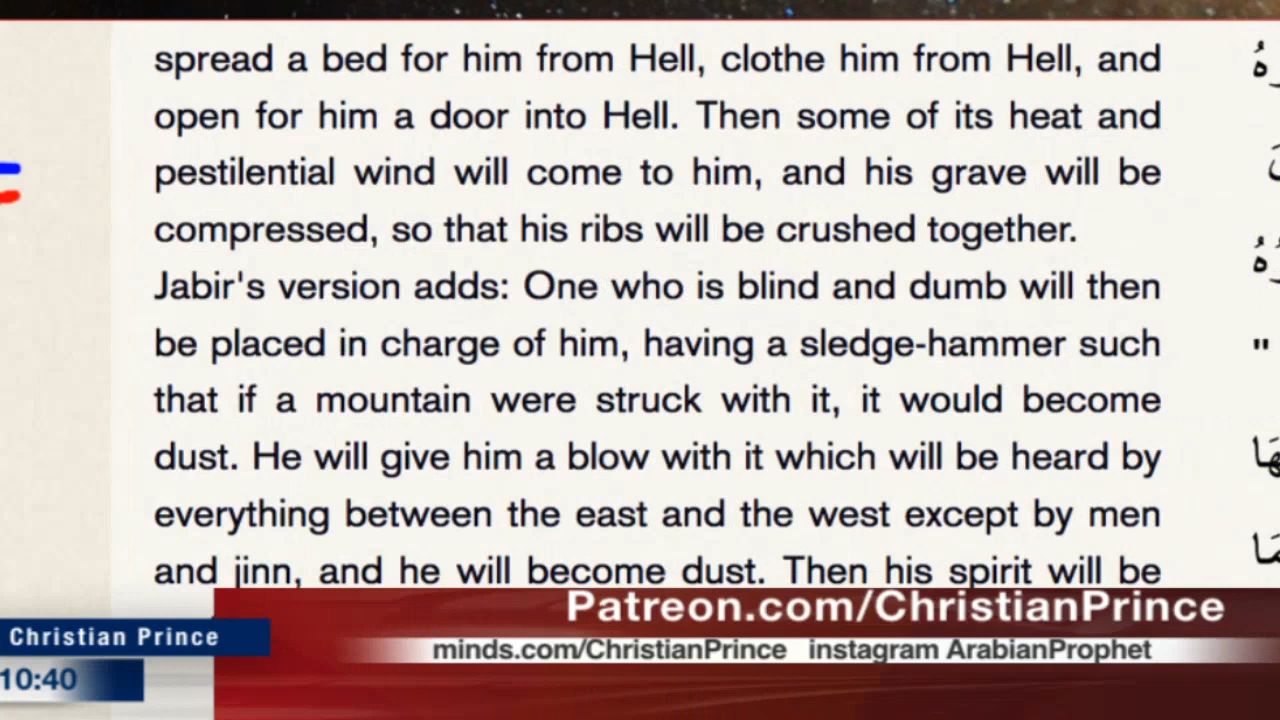 spread a bed for him from Hell, clothe him from Hell, and
open for him a door into Hell. Then some of its heat and
pestilential wind will come to him, and his grave will be
compressed, so that his ribs will be crushed together.
Jabir's version adds: One who is blind and dumb will then
be placed in charge of him, having a sledge-hammer such
that if a mountain were struck with it, it would become
dust. He will give him a blow with it which will be heard by
everything between the east and the west except by men
and jinn, and he will become dust. Then his spirit will be
Patreon.com/ChristianPrince
Christian Prince
minds.com/ChristianPrince instagram ArabianProphet
10:40